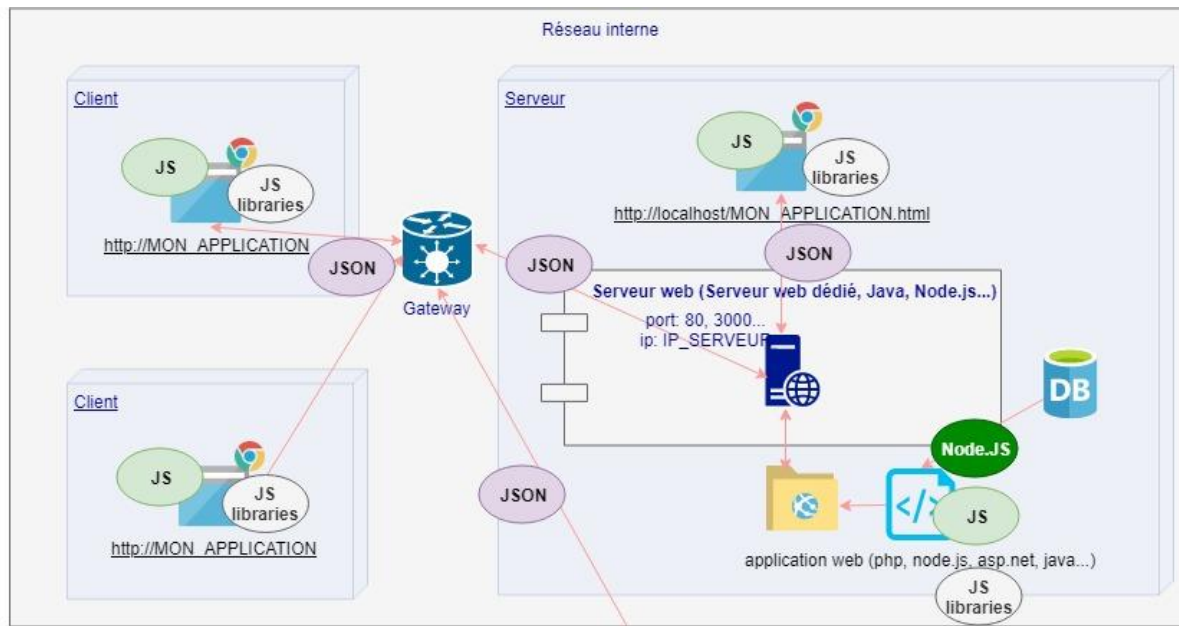 Réseau interne
Client
JS
JS
libraries
http://MON_APPLICATION
JSON
Gateway
Client
JS
JS
libraries
http://MON_APPLICATION
JSON
JSON
Serveur
JS
JS
libraries
http://localhost/MON_APPLICATION.html
JSON
Serveur web (Serveur web dédié, Java, Node.js...)
port: 80, 3000...
ip: IP_SERVEUR
DB
Node.JS
</>
JS
application web (php, node.js, asp.net, java...)
JS
libraries